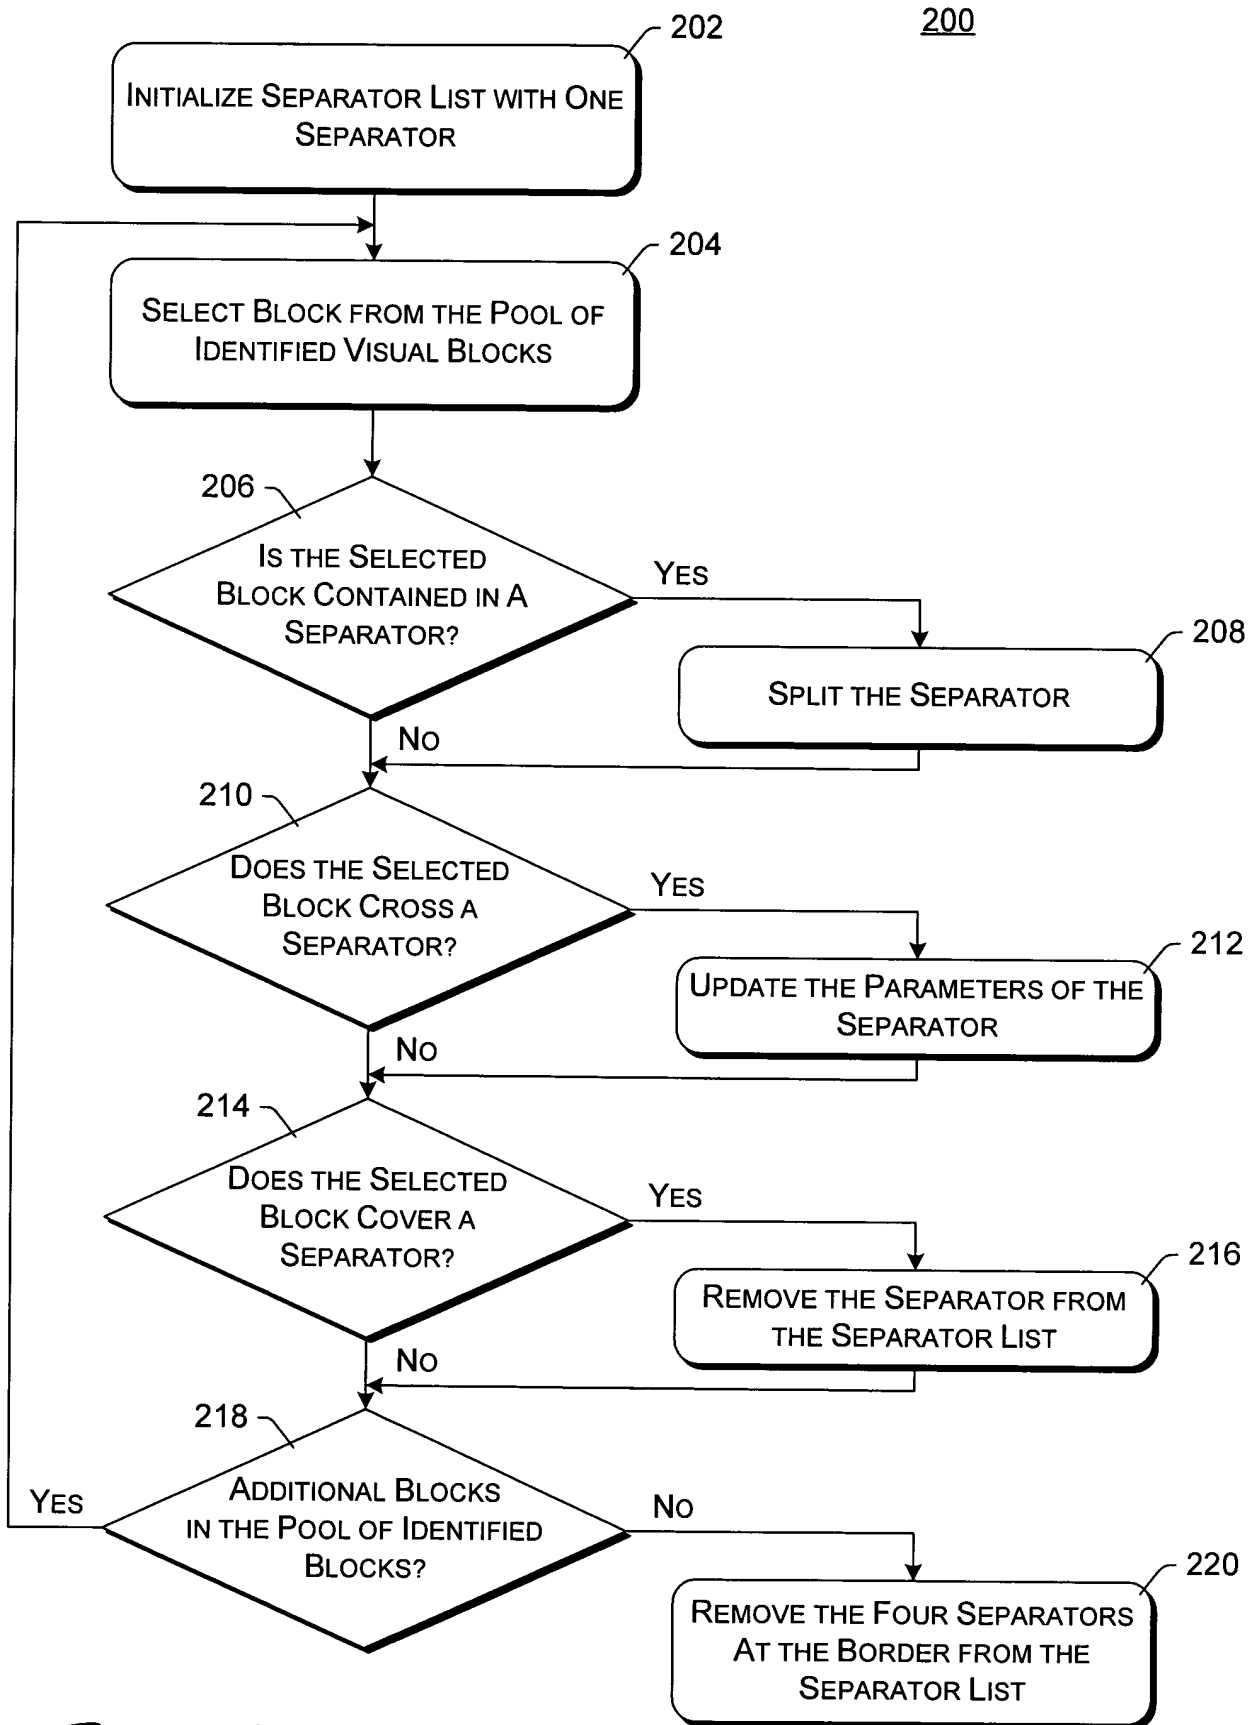 200
202
INITIALIZE SEPARATOR LIST WITH ONE
SEPARATOR
204
SELECT BLOCK FROM THE POOL OF
IDENTIFIED VISUAL BLOCKS
206
IS THE SELECTED
BLOCK CONTAINED IN A
SEPARATOR?
YES
208
SPLIT THE SEPARATOR
NO
210
DOES THE SELECTED
BLOCK CROSS A
SEPARATOR?
YES
212
UPDATE THE PARAMETERS OF THE
SEPARATOR
NO
214
DOES THE SELECTED
BLOCK COVER A
SEPARATOR?
YES
216
REMOVE THE SEPARATOR FROM
THE SEPARATOR LIST
NO
218
ADDITIONAL BLOCKS
IN THE POOL OF IDENTIFIED
BLOCKS?
YES
NO
220
REMOVE THE FOUR SEPARATORS
AT THE BORDER FROM THE
SEPARATOR LIST